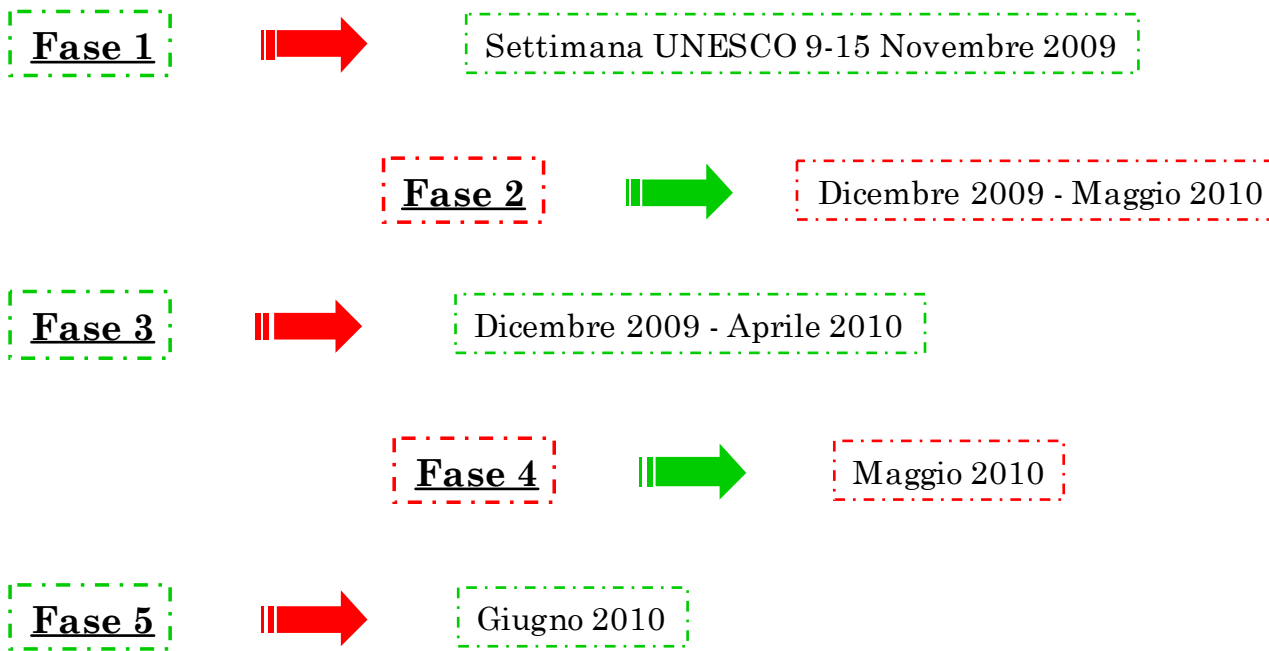 Fase 1
Settimana UNESCO 9-15 Novembre 2009
Fase 2
Dicembre 2009 - Maggio 2010
Fase 3
Dicembre 2009 - Aprile 2010
Fase 4
Maggio 2010
Fase 5
Giugno 2010